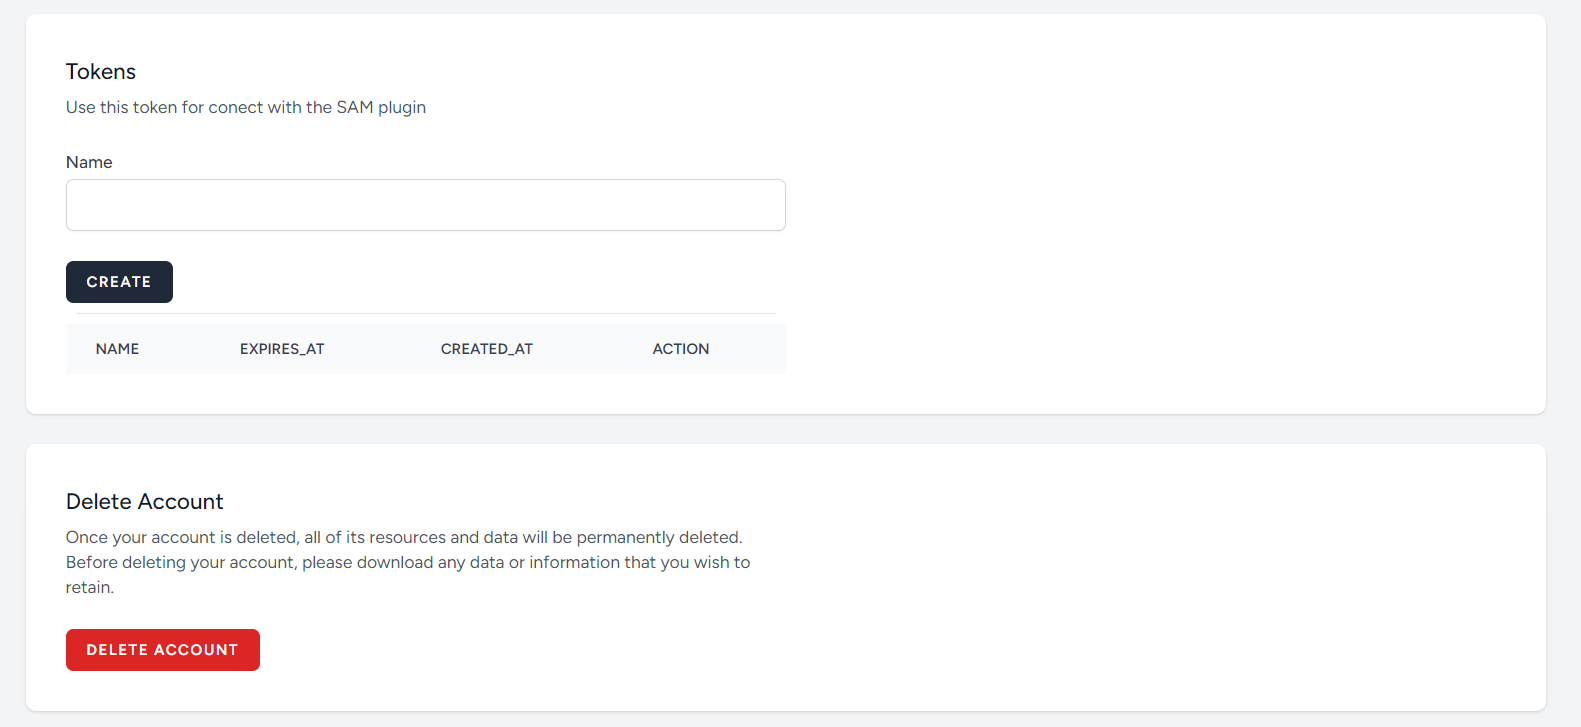 Tokens
Use this token for conect with the SAM plugin
Name
CREATE
NAME EXPIRES_AT CREATED_AT ACTION
Delete Account
Once your account is deleted, all of its resources and data will be permanently deleted.
Before deleting your account, please download any data or information that you wish to
retain.
DELETE ACCOUNT